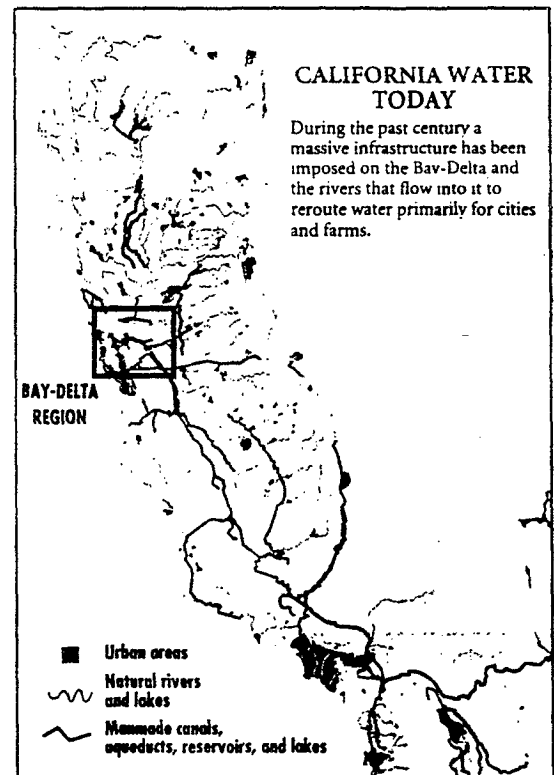 CALIFORNIA WATER
TODAY
During the past century a
massive infrastructure has been
imposed on the Bay-Delta and
the rivers that flow into it to
reroute water primarily for cities
and farms.
BAY-DELTA
REGION
Urban areas
Natural rivers
and lakes
Manmade canals,
aqueducts, reservoirs, and lakes